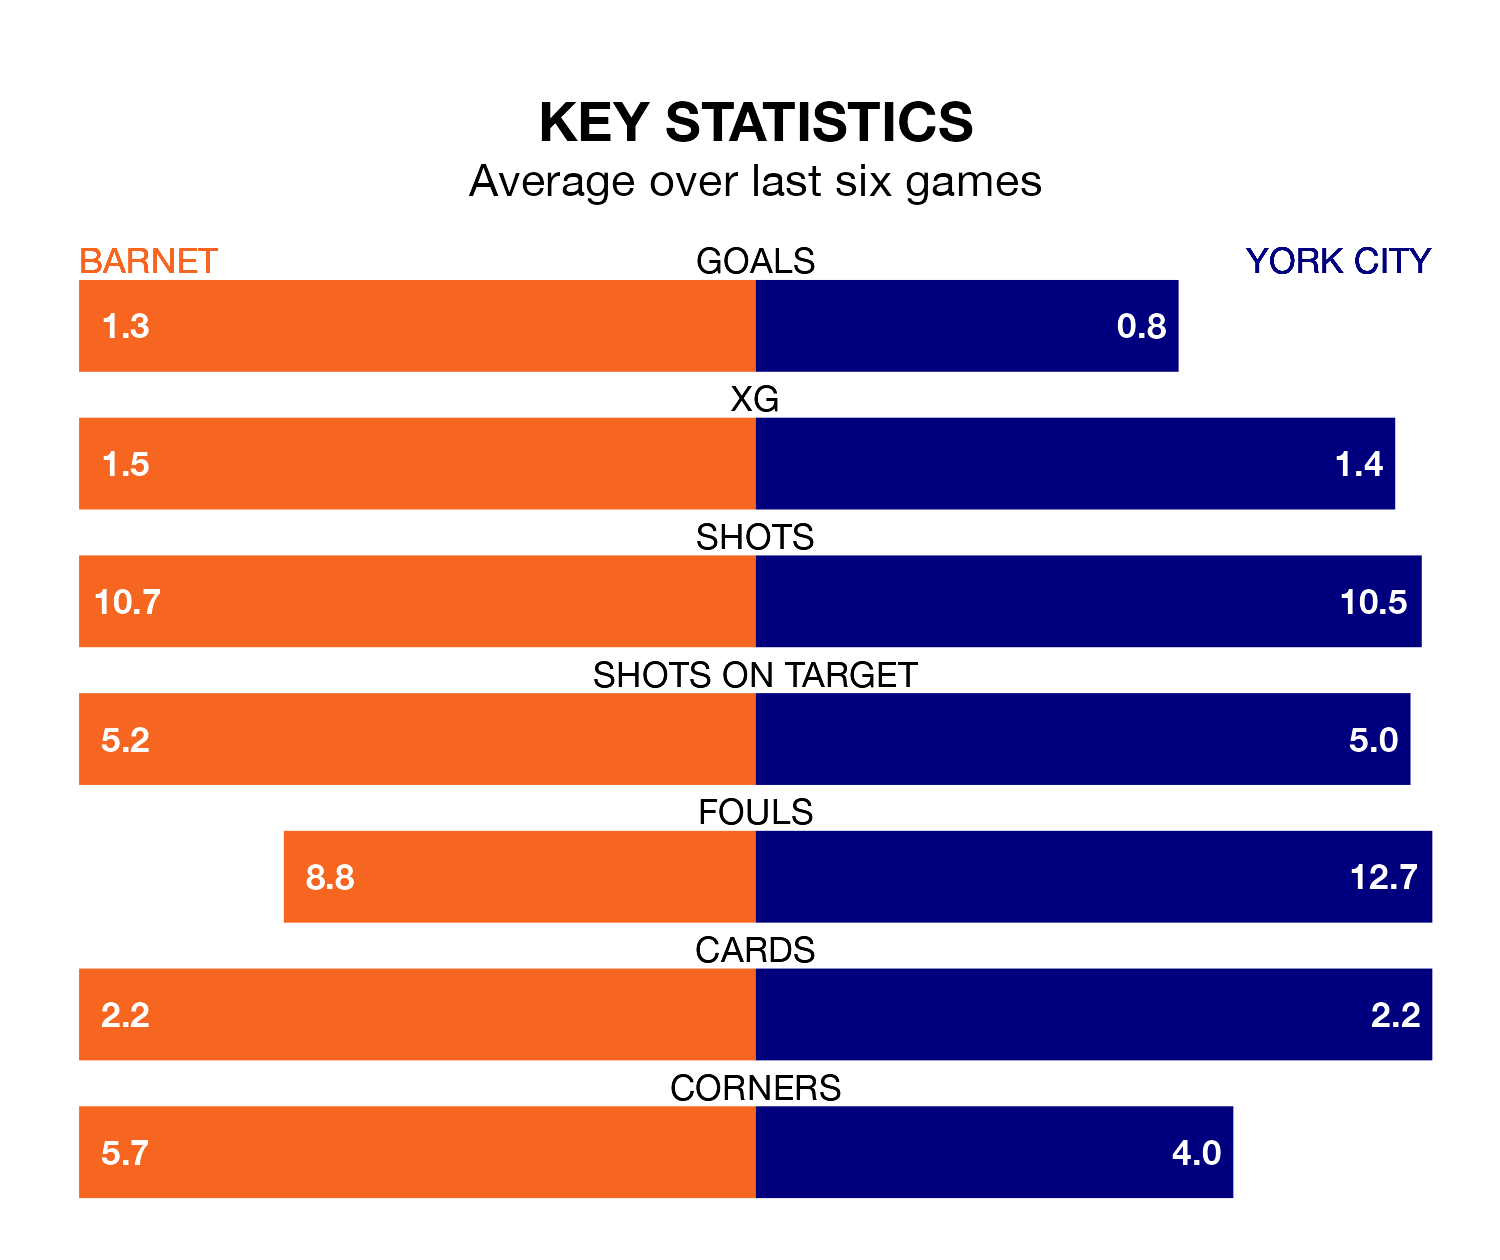 KEY STATISTICS
Average over last six games
BARNET GOALS YORK CITY
1.3 0.8
XG
1.5 1.4
SHOTS
10.7 10.5
SHOTS ON TARGET
5.2 5.0
FOULS
8.8 12.7
CARDS
2.2 2.2
CORNERS
5.7 4.0